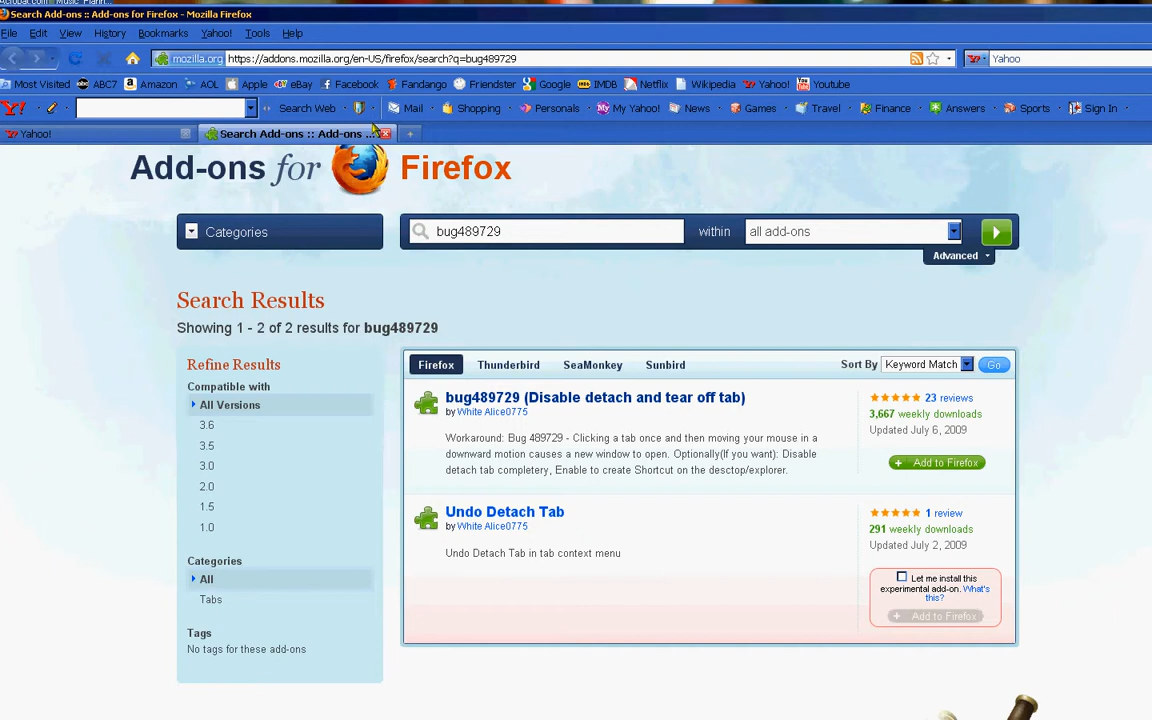 Search Add-ons :: Add-ons for Firefox - Mozilla Firefox
File Edit View History Bookmarks Yahoo! Tools Help
mozilla.org https://addons.mozilla.org/en-US/firefox/search?q=bug489729 Yahoo
Most Visited ABC7 Amazon AOL Apple eBay Facebook Fandango Friendster Google IMDB Netflix Wikipedia Yahoo! Youtube
Y! Search Web Mail Shopping Personals My Yahoo! News Games Travel Finance Answers Sports Sign In
Yahoo! Search Add-ons :: Add-ons ...
Add-ons for Firefox
Categories bug489729 within all add-ons
Advanced
Search Results
Showing 1 - 2 of 2 results for bug489729
Refine Results
Compatible with
All Versions
3.6
3.5
3.0
2.0
1.5
1.0
Categories
All
Tabs
Tags
No tags for these add-ons
Firefox Thunderbird SeaMonkey Sunbird Sort By Keyword Match Go
bug489729 (Disable detach and tear off tab)
by White Alice0775
Workaround: Bug 489729 - Clicking a tab once and then moving your mouse in a
downward motion causes a new window to open. Optionally(If you want): Disable
detach tab completery, Enable to create Shortcut on the desctop/explorer.
23 reviews
3,667 weekly downloads
Updated July 6, 2009
Add to Firefox
Undo Detach Tab
by White Alice0775
Undo Detach Tab in tab context menu
1 review
291 weekly downloads
Updated July 2, 2009
Let me install this
experimental add-on. What's
this?
Add to Firefox